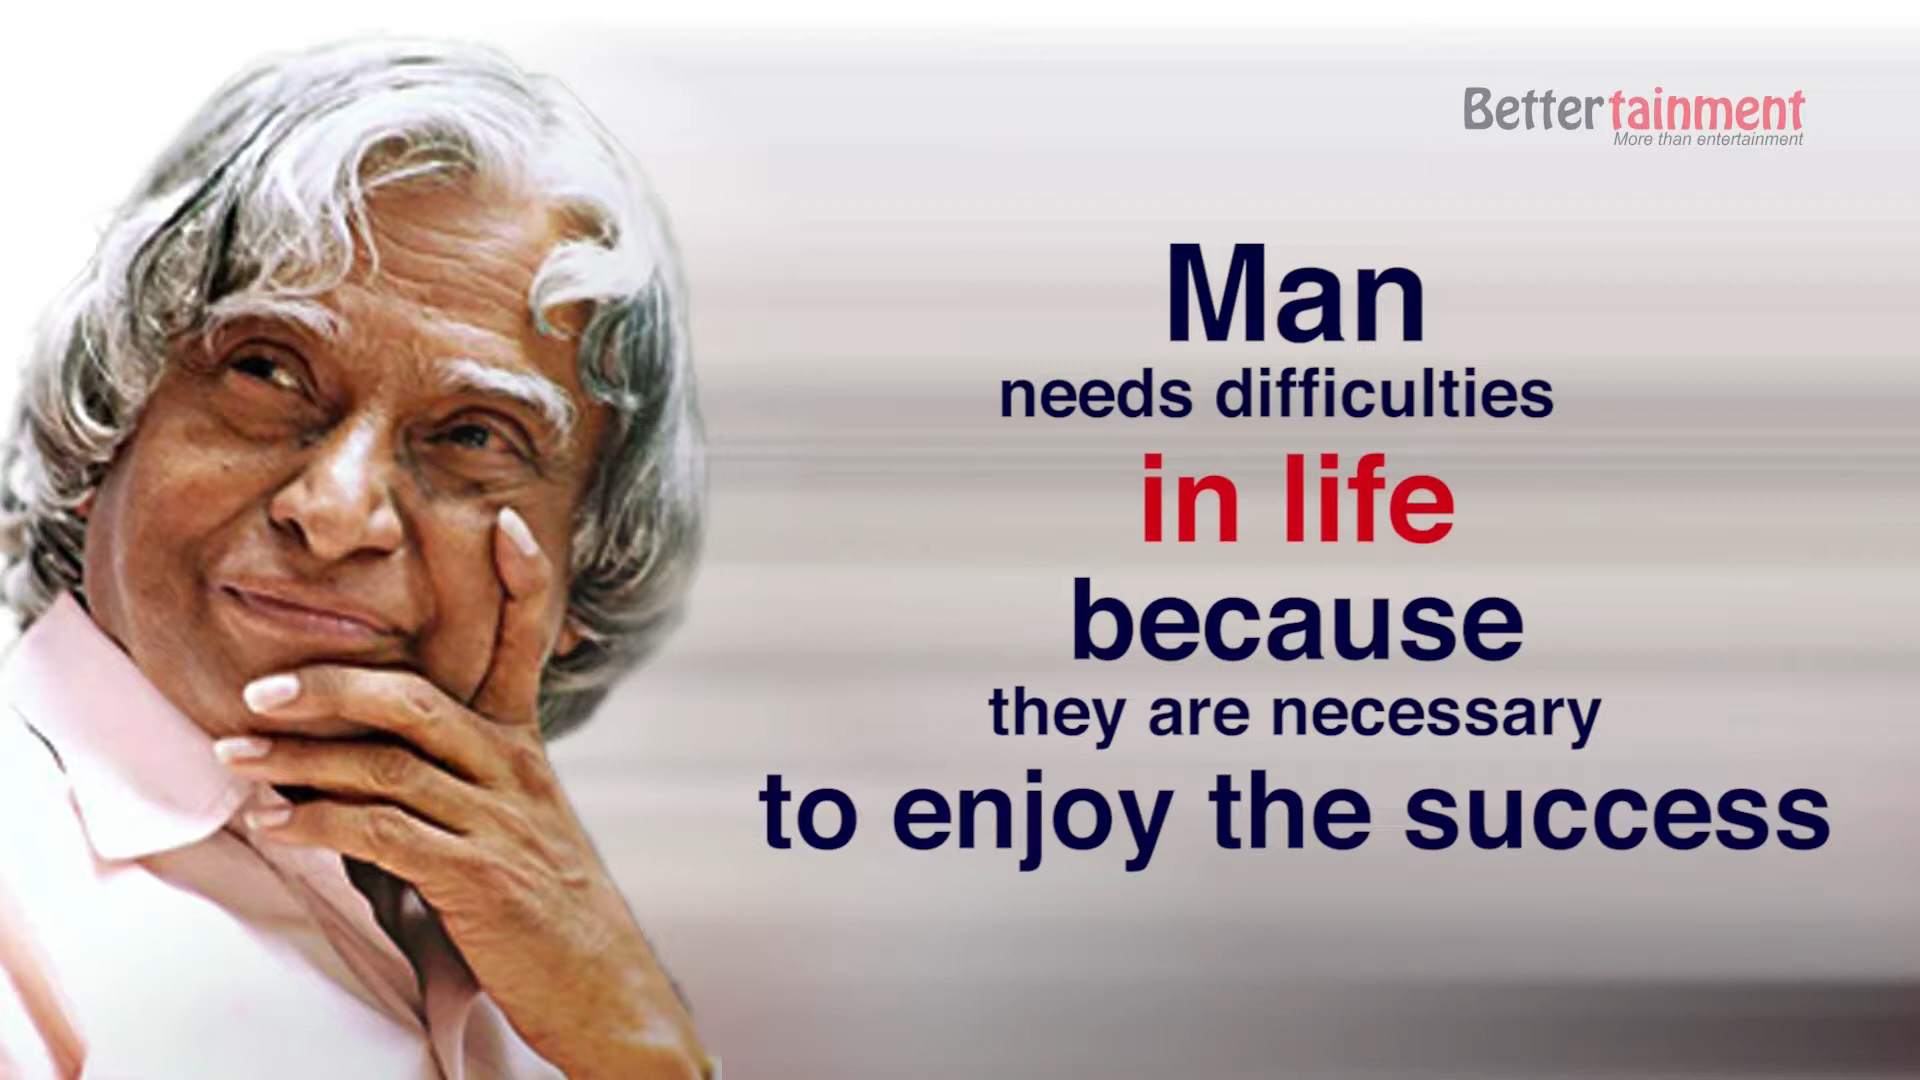 Bettertainment
More than entertainment
Man
needs difficulties
in life
because
they are necessary
to enjoy the success